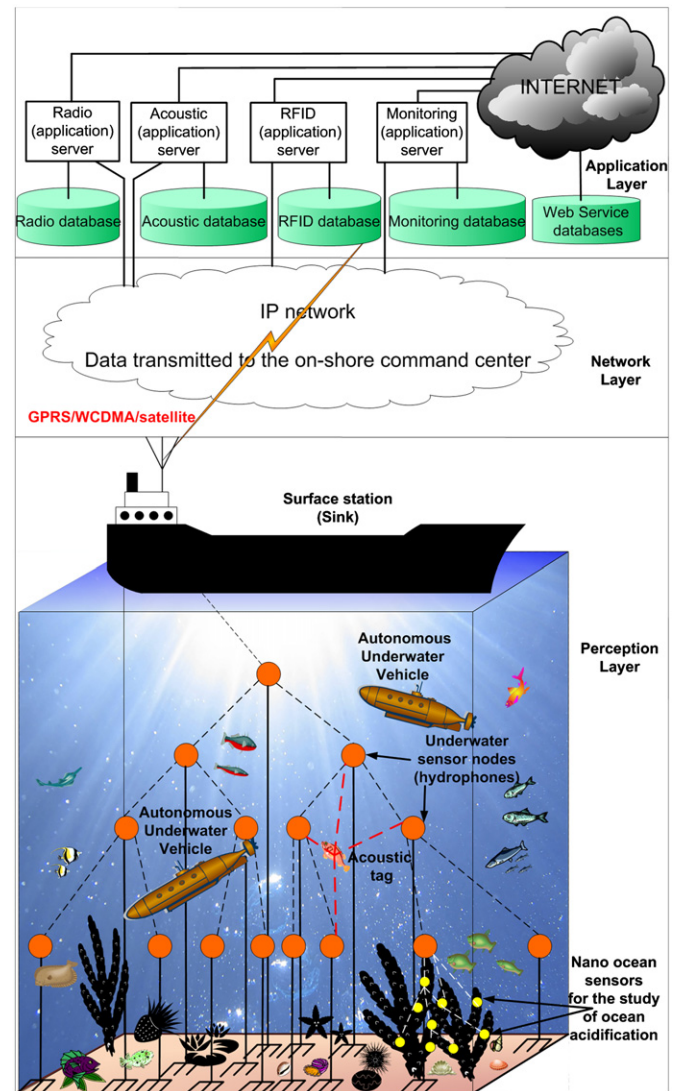 INTERNET
Radio
(application)
server
Acoustic
(application)
server
RFID
(application)
server
Monitoring
(application)
server
Application
Layer
Radio database
Acoustic database
RFID database
Monitoring database
Web Service
databases
IP network
Data transmitted to the on-shore command center
Network
Layer
GPRS/WCDMA/satellite
Surface station
(Sink)
Perception
Layer
Autonomous
Underwater
Vehicle
Underwater
sensor nodes
(hydrophones)
Autonomous
Underwater
Vehicle
Acoustic
tag
Nano ocean
sensors
for the study
of ocean
acidification